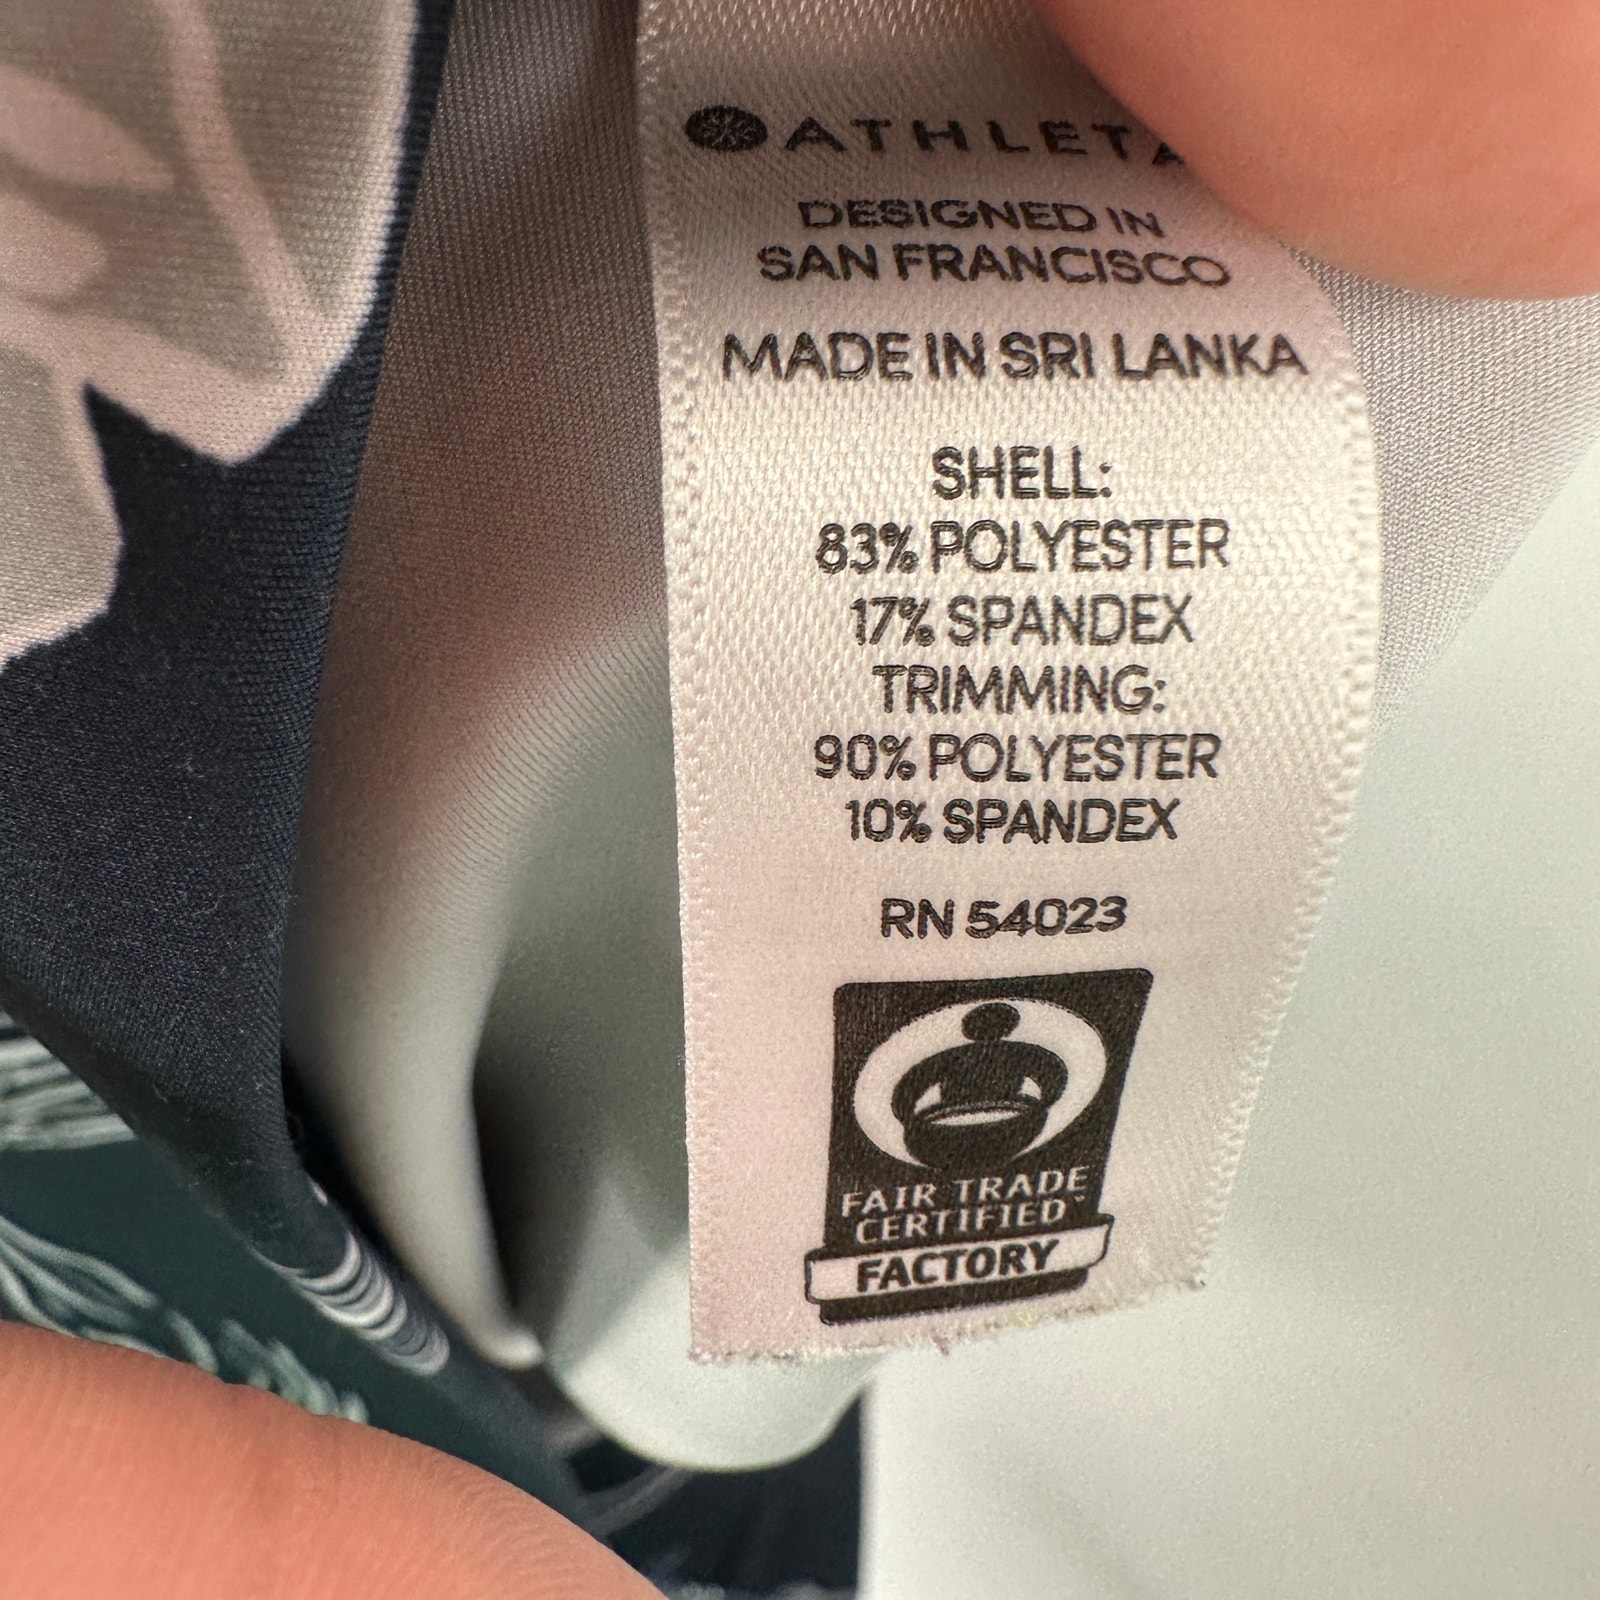 ATHLETA
DESIGNED IN
SAN FRANCISCO
MADE IN SRI LANKA
SHELL:
83% POLYESTER
17% SPANDEX
TRIMMING:
90% POLYESTER
10% SPANDEX
RN 54023
FAIR TRADE
CERTIFIED™
FACTORY